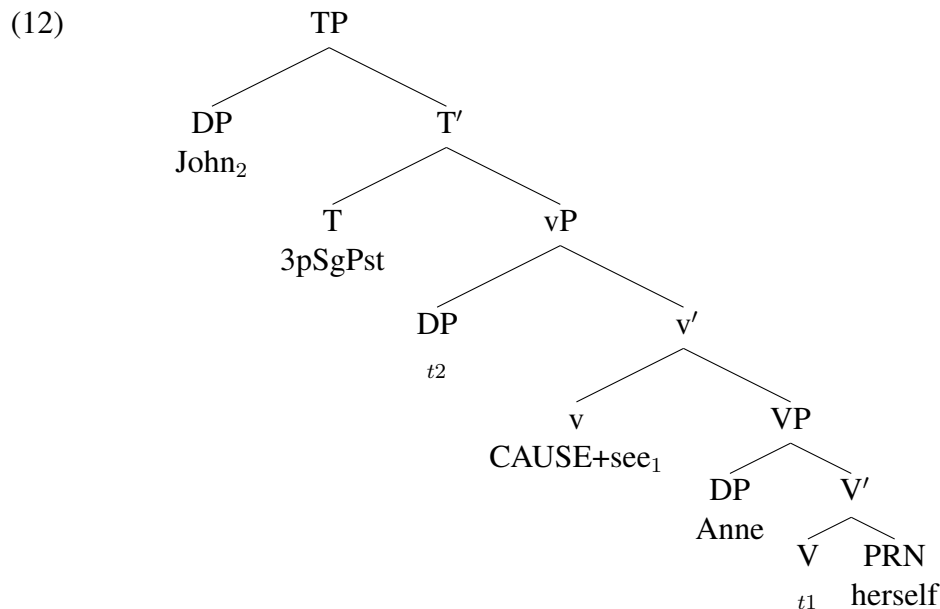 (12) TP
DP T′
John₂
T vP
3pSgPst
DP v′
t2
v VP
CAUSE+see₁
DP V′
Anne
V PRN
t1 herself